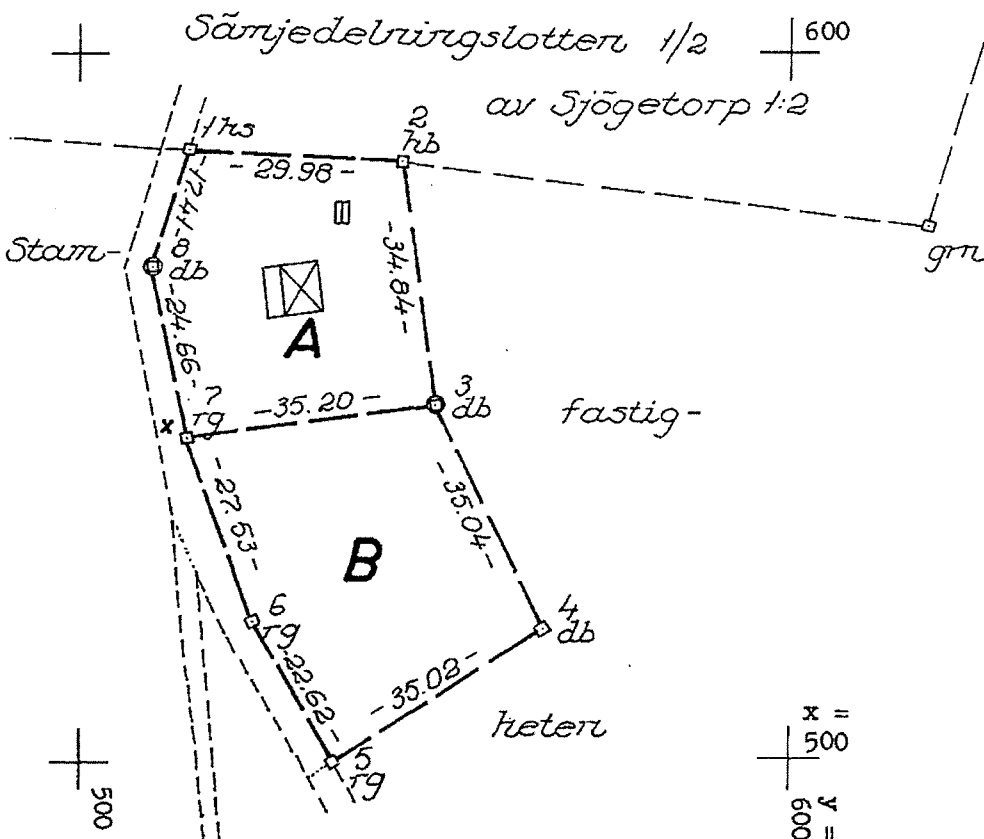 Sämjedelningslotten 1/2
600
av Sjögetorp 1:2
1 hs
2
hb
- 29.98 -
- 17.41 -
Stam-
8
db
- 34.84 -
grn
- 24.66 -
A
7
rg
x
- 35.20 -
3
db
fastig-
- 27.53 -
- 35.04 -
B
6
rg
4
db
- 22.62 -
- 35.02 -
heten
5
rg
x =
500
500
y =
600